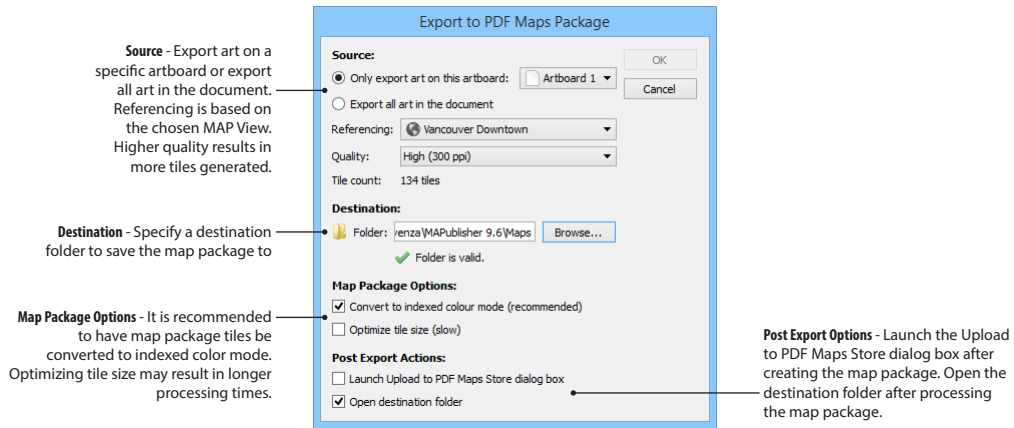 Export to PDF Maps Package
Source - Export art on a
specific artboard or export
all art in the document.
Referencing is based on
the chosen MAP View.
Higher quality results in
more tiles generated.
Destination - Specify a destination
folder to save the map package to
Map Package Options - It is recommended
to have map package tiles be
converted to indexed color mode.
Optimizing tile size may result in longer
processing times.
Source:
Only export art on this artboard: Artboard 1
Export all art in the document
Referencing: Vancouver Downtown
Quality: High (300 ppi)
Tile count: 134 tiles
Destination:
Folder: venza\MAPublisher 9.6\Maps Browse...
Folder is valid.
Map Package Options:
Convert to indexed colour mode (recommended)
Optimize tile size (slow)
Post Export Actions:
Launch Upload to PDF Maps Store dialog box
Open destination folder
OK
Cancel
Post Export Options - Launch the Upload
to PDF Maps Store dialog box after
creating the map package. Open the
destination folder after processing
the map package.